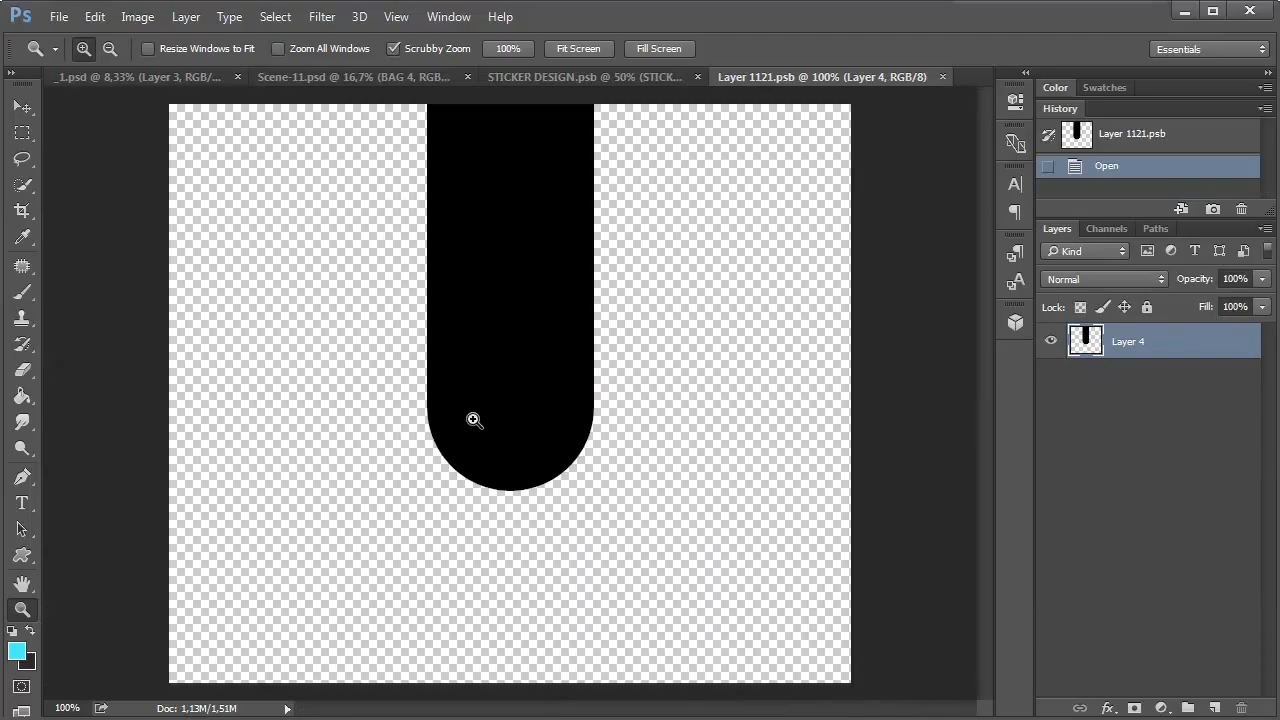 Ps File Edit Image Layer Type Select Filter 3D View Window Help
Resize Windows to Fit Zoom All Windows Scrubby Zoom 100% Fit Screen Fill Screen Essentials
_1.psd @ 8,33% (Layer 3, RGB/... Scene-11.psd @ 16,7% (BAG 4, RGB... STICKER DESIGN.psb @ 50% (STICK... Layer 1121.psb @ 100% (Layer 4, RGB/8)
Color Swatches
History
Layer 1121.psb
Open
Layers Channels Paths
Kind
Normal Opacity: 100%
Lock: Fill: 100%
Layer 4
100% Doc: 1,13M/1,51M